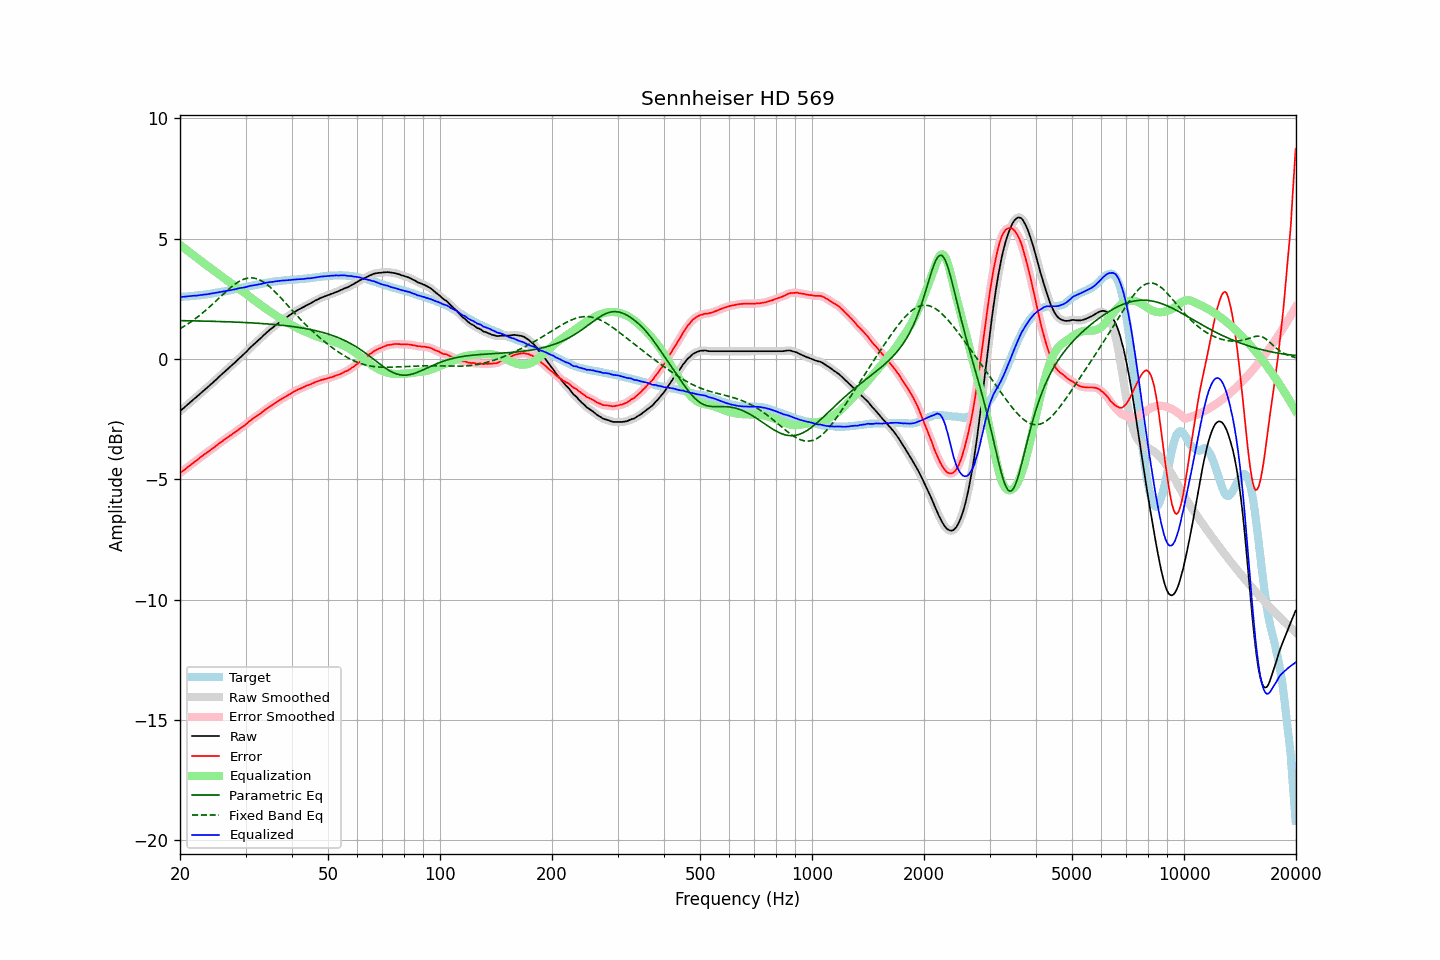 Sennheiser HD 569
Amplitude (dBr)
10
5
0
−5
−10
−15
−20
Target
Raw Smoothed
Error Smoothed
Raw
Error
Equalization
Parametric Eq
Fixed Band Eq
Equalized
20 50 100 200 500 1000 2000 5000 10000 20000
Frequency (Hz)